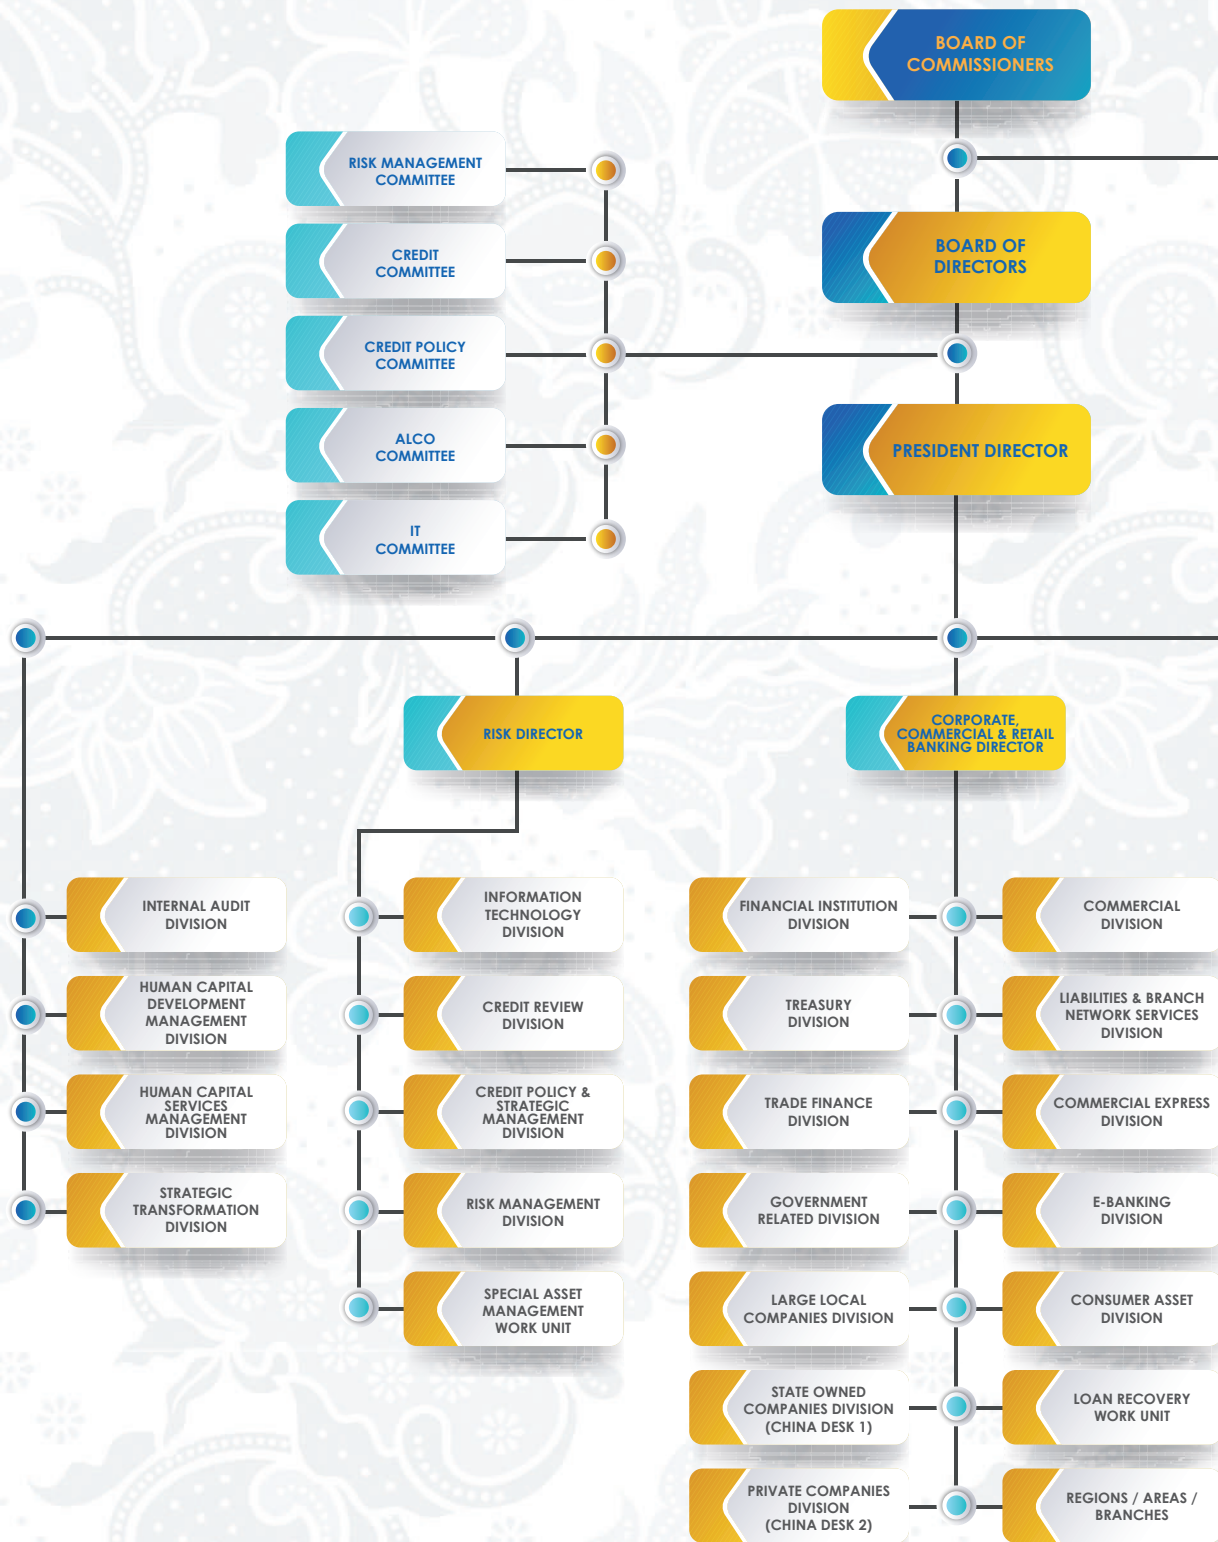 BOARD OF
COMMISSIONERS
RISK MANAGEMENT
COMMITTEE
CREDIT
COMMITTEE
CREDIT POLICY
COMMITTEE
ALCO
COMMITTEE
IT
COMMITTEE
BOARD OF
DIRECTORS
PRESIDENT DIRECTOR
RISK DIRECTOR
CORPORATE,
COMMERCIAL & RETAIL
BANKING DIRECTOR
INTERNAL AUDIT
DIVISION
HUMAN CAPITAL
DEVELOPMENT
MANAGEMENT
DIVISION
HUMAN CAPITAL
SERVICES
MANAGEMENT
DIVISION
STRATEGIC
TRANSFORMATION
DIVISION
INFORMATION
TECHNOLOGY
DIVISION
CREDIT REVIEW
DIVISION
CREDIT POLICY &
STRATEGIC
MANAGEMENT
DIVISION
RISK MANAGEMENT
DIVISION
SPECIAL ASSET
MANAGEMENT
WORK UNIT
FINANCIAL INSTITUTION
DIVISION
TREASURY
DIVISION
TRADE FINANCE
DIVISION
GOVERNMENT
RELATED DIVISION
LARGE LOCAL
COMPANIES DIVISION
STATE OWNED
COMPANIES DIVISION
(CHINA DESK 1)
PRIVATE COMPANIES
DIVISION
(CHINA DESK 2)
COMMERCIAL
DIVISION
LIABILITIES & BRANCH
NETWORK SERVICES
DIVISION
COMMERCIAL EXPRESS
DIVISION
E-BANKING
DIVISION
CONSUMER ASSET
DIVISION
LOAN RECOVERY
WORK UNIT
REGIONS / AREAS /
BRANCHES